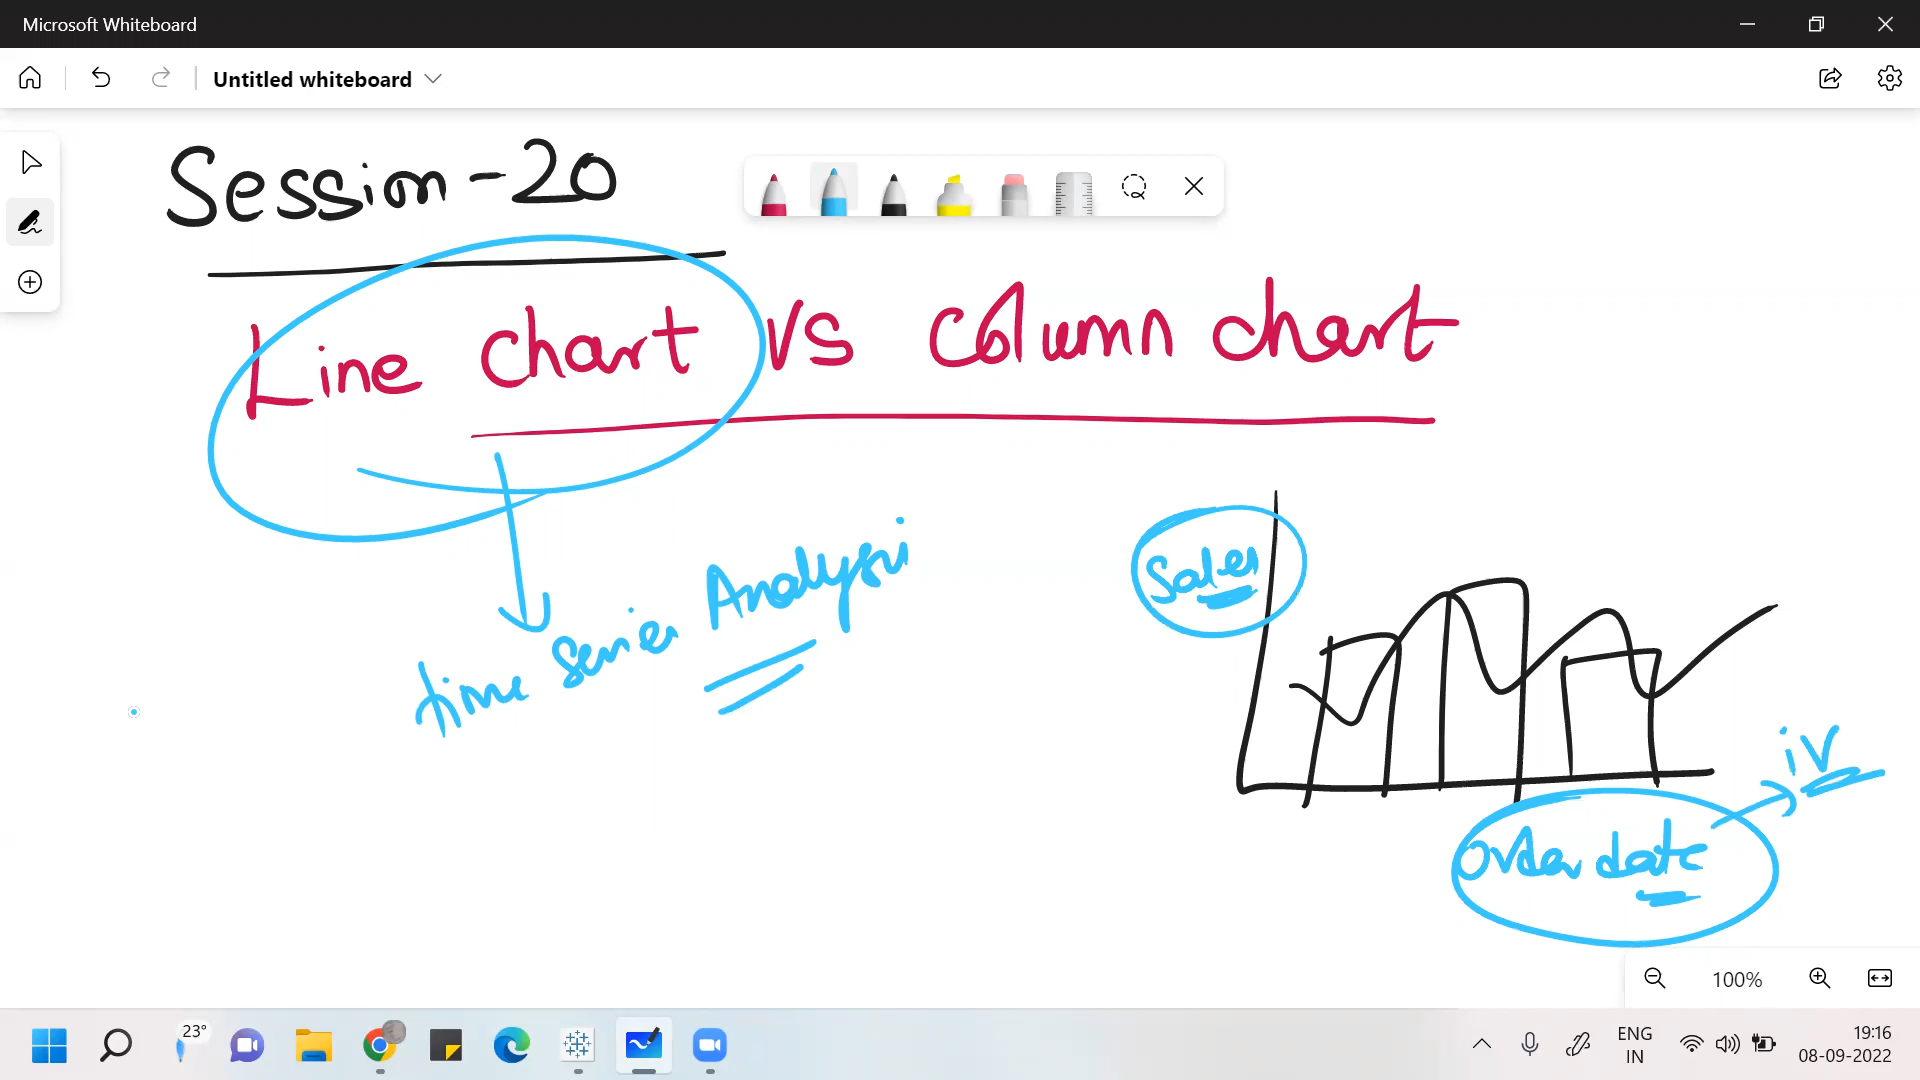 Microsoft Whiteboard
Untitled whiteboard
Session-20
Line chart vs Column chart
Sales
time series Analysis
iv
order date
100%
23°
ENG
IN
19:16
08-09-2022